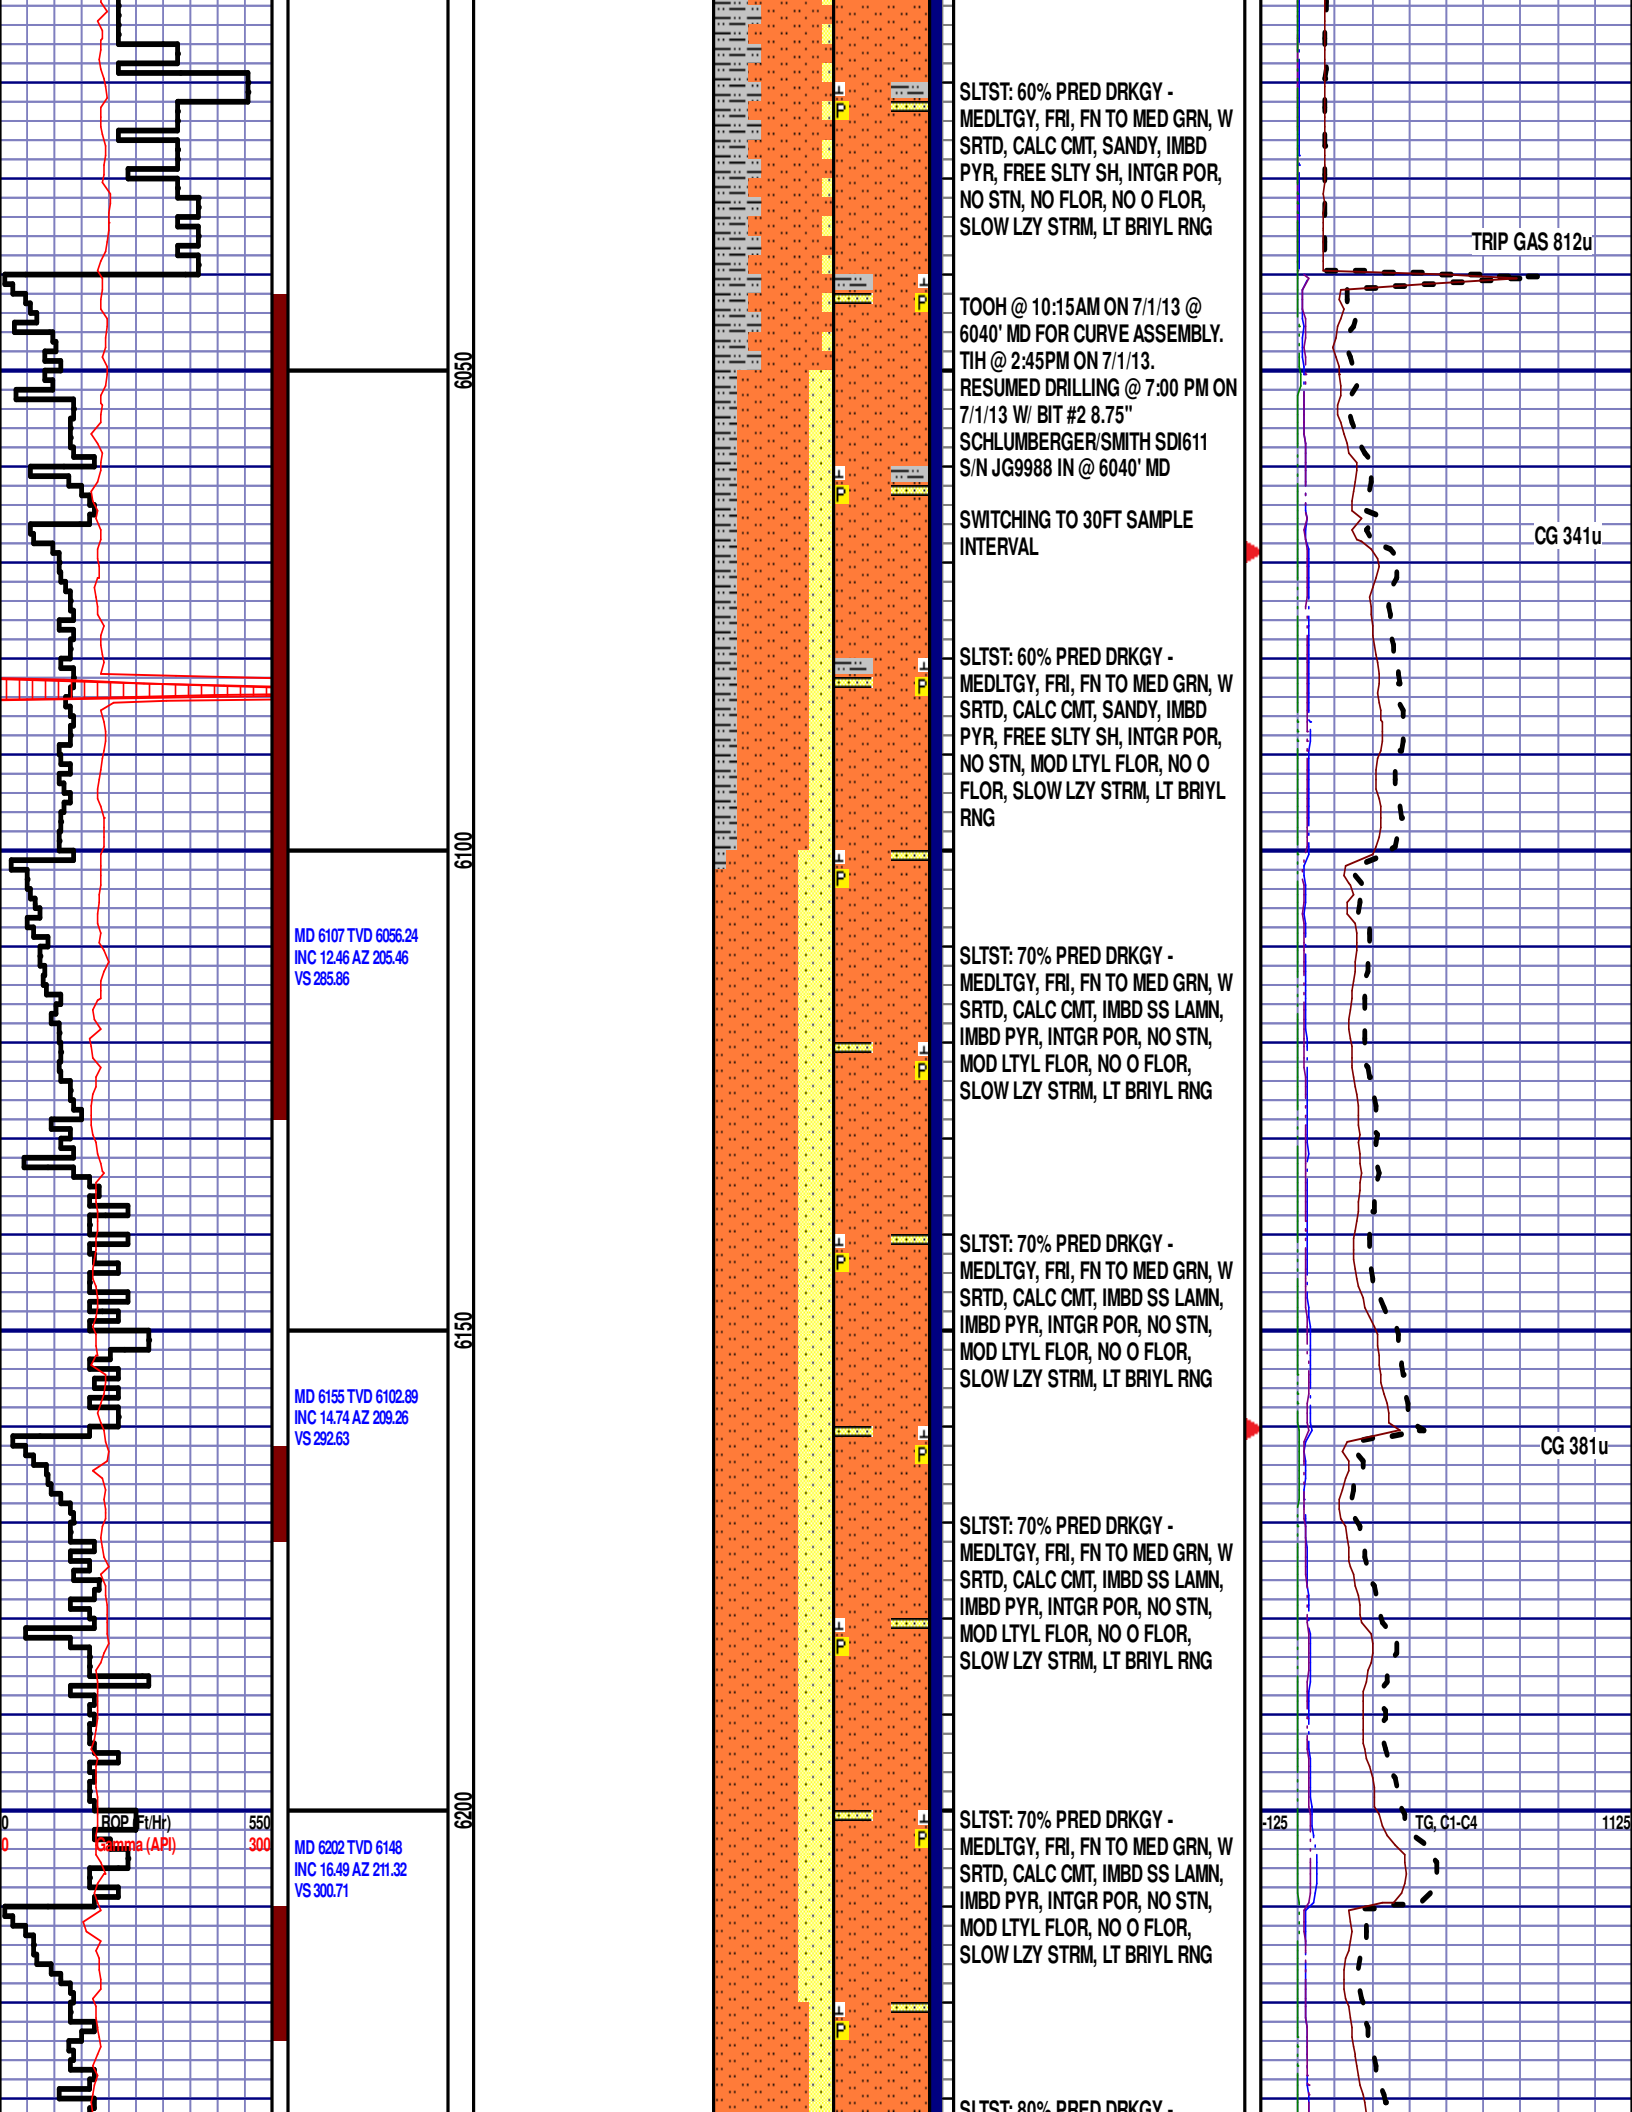 SLTST: 60% PRED DRKGY -
MEDLTGY, FRI, FN TO MED GRN, W
SRTD, CALC CMT, SANDY, IMBD
PYR, FREE SLTY SH, INTGR POR,
NO STN, NO FLOR, NO O FLOR,
SLOW LZY STRM, LT BRIYL RNG
TRIP GAS 812u
TOOH @ 10:15AM ON 7/1/13 @
6040' MD FOR CURVE ASSEMBLY.
TIH @ 2:45PM ON 7/1/13.
RESUMED DRILLING @ 7:00 PM ON
7/1/13 W/ BIT #2 8.75"
SCHLUMBERGER/SMITH SDI611
S/N JG9988 IN @ 6040' MD
6050
SWITCHING TO 30FT SAMPLE
INTERVAL
CG 341u
SLTST: 60% PRED DRKGY -
MEDLTGY, FRI, FN TO MED GRN, W
SRTD, CALC CMT, SANDY, IMBD
PYR, FREE SLTY SH, INTGR POR,
NO STN, MOD LTYL FLOR, NO O
FLOR, SLOW LZY STRM, LT BRIYL
RNG
6100
MD 6107 TVD 6056.24
INC 12.46 AZ 205.46
VS 285.86
SLTST: 70% PRED DRKGY -
MEDLTGY, FRI, FN TO MED GRN, W
SRTD, CALC CMT, IMBD SS LAMN,
IMBD PYR, INTGR POR, NO STN,
MOD LTYL FLOR, NO O FLOR,
SLOW LZY STRM, LT BRIYL RNG
SLTST: 70% PRED DRKGY -
MEDLTGY, FRI, FN TO MED GRN, W
SRTD, CALC CMT, IMBD SS LAMN,
IMBD PYR, INTGR POR, NO STN,
MOD LTYL FLOR, NO O FLOR,
SLOW LZY STRM, LT BRIYL RNG
6150
MD 6155 TVD 6102.89
INC 14.74 AZ 209.26
VS 292.63
CG 381u
SLTST: 70% PRED DRKGY -
MEDLTGY, FRI, FN TO MED GRN, W
SRTD, CALC CMT, IMBD SS LAMN,
IMBD PYR, INTGR POR, NO STN,
MOD LTYL FLOR, NO O FLOR,
SLOW LZY STRM, LT BRIYL RNG
6200
0 ROP (Ft/Hr) 550
0 Gamma (API) 300
MD 6202 TVD 6148
INC 16.49 AZ 211.32
VS 300.71
SLTST: 70% PRED DRKGY -
MEDLTGY, FRI, FN TO MED GRN, W
SRTD, CALC CMT, IMBD SS LAMN,
IMBD PYR, INTGR POR, NO STN,
MOD LTYL FLOR, NO O FLOR,
SLOW LZY STRM, LT BRIYL RNG
-125 TG, C1-C4 1125
SLTST: 80% PRED DRKGY -
P
P
P
P
P
P
P
P
P
P
P